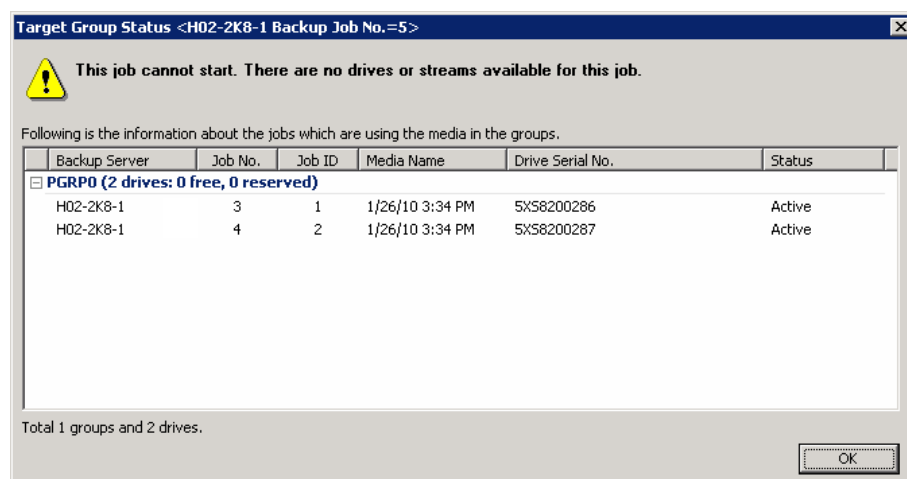 Target Group Status <H02-2K8-1 Backup Job No.=5>
This job cannot start. There are no drives or streams available for this job.
Following is the information about the jobs which are using the media in the groups.
Backup Server Job No. Job ID Media Name Drive Serial No. Status
PGRP0 (2 drives: 0 free, 0 reserved)
H02-2K8-1 3 1 1/26/10 3:34 PM 5XS8200286 Active
H02-2K8-1 4 2 1/26/10 3:34 PM 5XS8200287 Active
Total 1 groups and 2 drives.
OK